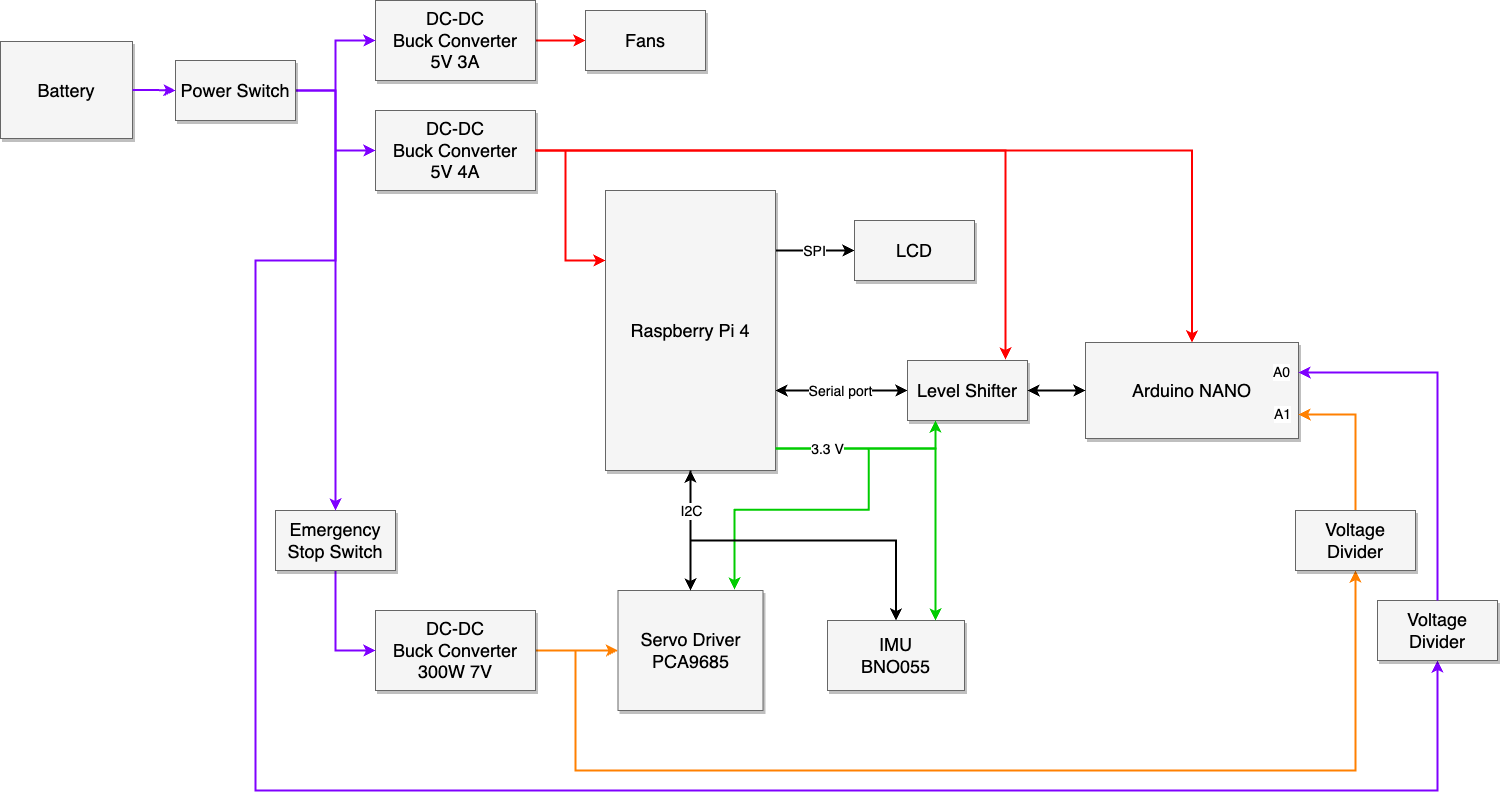 DC-DC
Buck Converter
5V 3A
Fans
Battery
Power Switch
DC-DC
Buck Converter
5V 4A
SPI
LCD
Raspberry Pi 4
Serial port
Level Shifter
Arduino NANO
A0
A1
3.3 V
I2C
Emergency
Stop Switch
Voltage
Divider
DC-DC
Buck Converter
300W 7V
Servo Driver
PCA9685
IMU
BNO055
Voltage
Divider